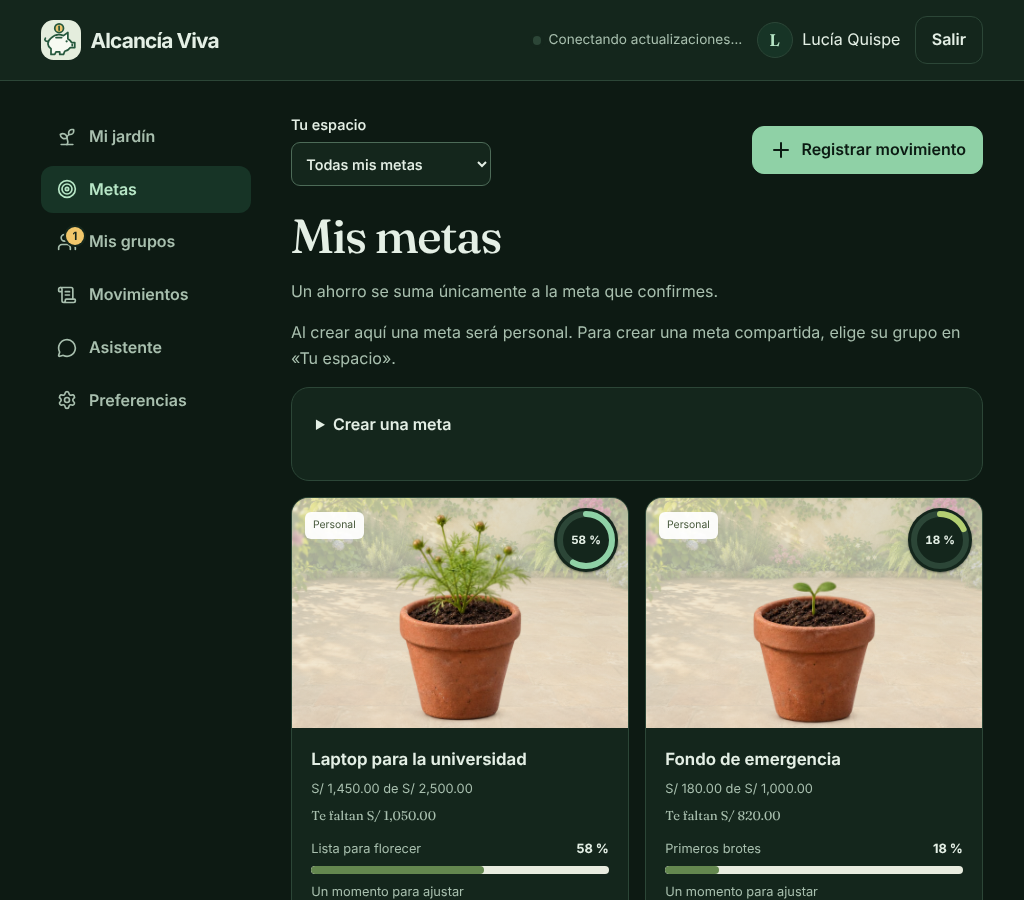 Alcancía Viva
Conectando actualizaciones...
L
Lucía Quispe
Salir
Mi jardín
Metas
1
Mis grupos
Movimientos
Asistente
Preferencias
Tu espacio
Todas mis metas
Registrar movimiento
Mis metas
Un ahorro se suma únicamente a la meta que confirmes.
Al crear aquí una meta será personal. Para crear una meta compartida, elige su grupo en
«Tu espacio».
Crear una meta
Personal
58 %
Laptop para la universidad
S/ 1,450.00 de S/ 2,500.00
Te faltan S/ 1,050.00
Lista para florecer 58 %
Un momento para ajustar
Personal
18 %
Fondo de emergencia
S/ 180.00 de S/ 1,000.00
Te faltan S/ 820.00
Primeros brotes 18 %
Un momento para ajustar